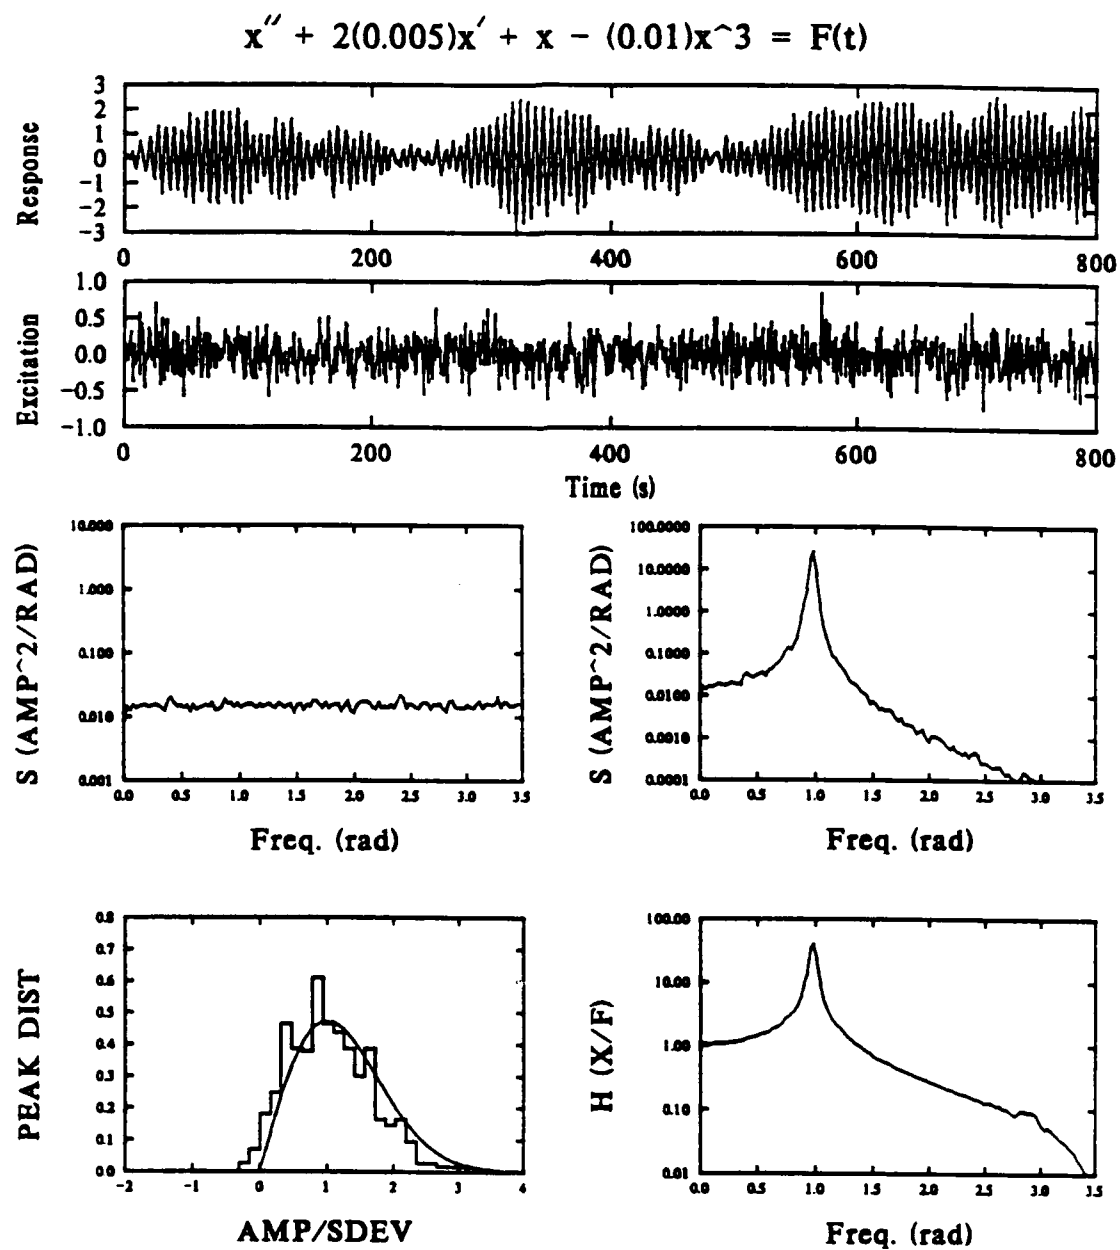 x″ + 2(0.005)x′ + x − (0.01)x^3 = F(t)
Response
3
2
1
0
−1
−2
−3
0 200 400 600 800
Excitation
1.0
0.5
0.0
−0.5
−1.0
0 200 400 600 800
Time (s)
S (AMP^2/RAD)
10.000
1.000
0.100
0.010
0.001
0.0 0.5 1.0 1.5 2.0 2.5 3.0 3.5
Freq. (rad)
S (AMP^2/RAD)
100.0000
10.0000
1.0000
0.1000
0.0100
0.0010
0.0001
0.0 0.5 1.0 1.5 2.0 2.5 3.0 3.5
Freq. (rad)
PEAK DIST
0.8
0.7
0.6
0.5
0.4
0.3
0.2
0.1
0.0
−2 −1 0 1 2 3 4
AMP/SDEV
H (X/F)
100.00
10.00
1.00
0.10
0.01
0.0 0.5 1.0 1.5 2.0 2.5 3.0 3.5
Freq. (rad)